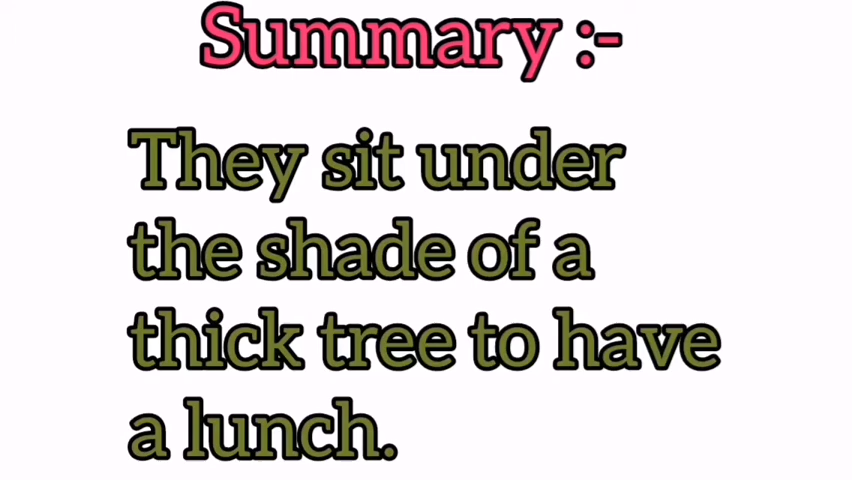 Summary :-
They sit under
the shade of a
thick tree to have
a lunch.